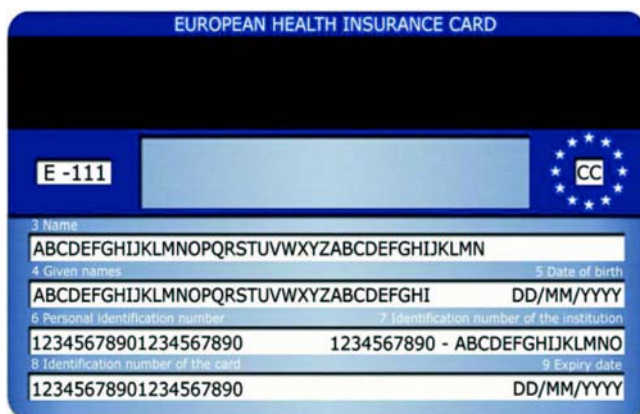 EUROPEAN HEALTH INSURANCE CARD
E -111
CC
3 Name
ABCDEFGHIJKLMNOPQRSTUVWXYZABCDEFGHIJKLMN
4 Given names 5 Date of birth
ABCDEFGHIJKLMNOPQRSTUVWXYZABCDEFGHI DD/MM/YYYY
6 Personal identification number 7 Identification number of the institution
12345678901234567890 1234567890 - ABCDEFGHIJKLMNO
8 Identification number of the card 9 Expiry date
12345678901234567890 DD/MM/YYYY